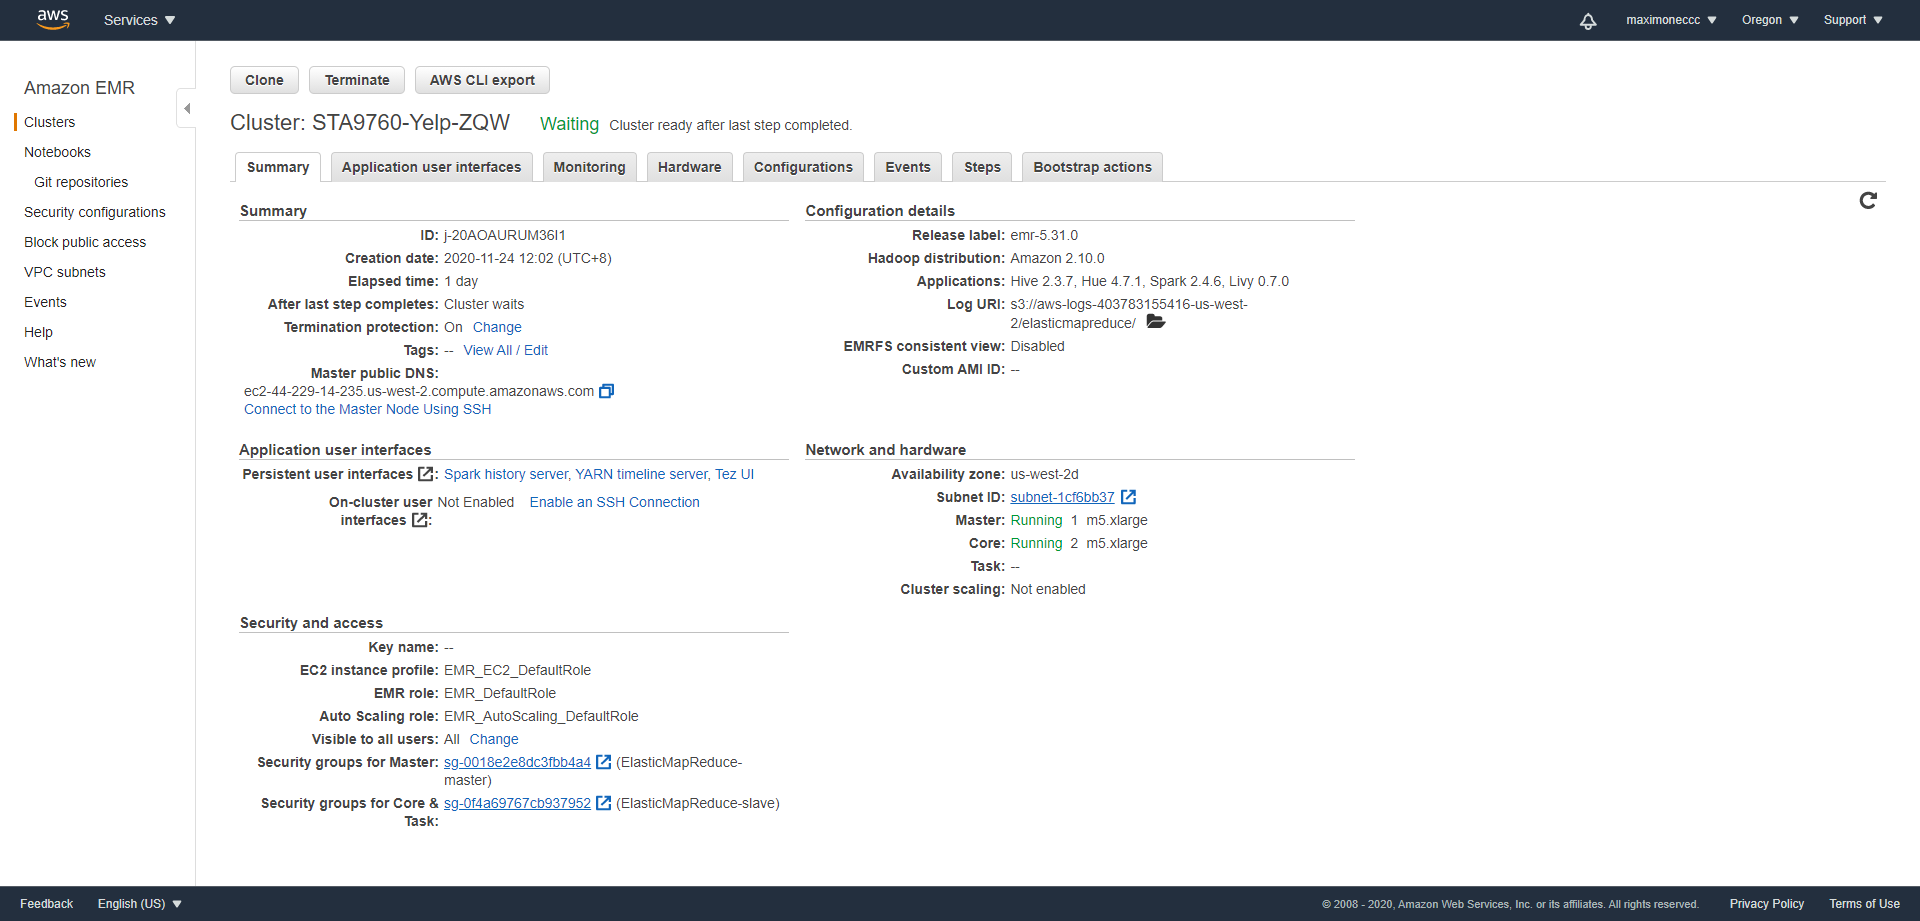 aws Services maximoneccc Oregon Support
Amazon EMR
Clusters
Notebooks
Git repositories
Security configurations
Block public access
VPC subnets
Events
Help
What's new
Clone Terminate AWS CLI export
Cluster: STA9760-Yelp-ZQW Waiting Cluster ready after last step completed.
Summary Application user interfaces Monitoring Hardware Configurations Events Steps Bootstrap actions
Summary
ID: j-20AOAURUM36I1
Creation date: 2020-11-24 12:02 (UTC+8)
Elapsed time: 1 day
After last step completes: Cluster waits
Termination protection: On Change
Tags: -- View All / Edit
Master public DNS:
ec2-44-229-14-235.us-west-2.compute.amazonaws.com
Connect to the Master Node Using SSH
Configuration details
Release label: emr-5.31.0
Hadoop distribution: Amazon 2.10.0
Applications: Hive 2.3.7, Hue 4.7.1, Spark 2.4.6, Livy 0.7.0
Log URI: s3://aws-logs-403783155416-us-west-
2/elasticmapreduce/
EMRFS consistent view: Disabled
Custom AMI ID: --
Application user interfaces
Persistent user interfaces : Spark history server, YARN timeline server, Tez UI
On-cluster user Not Enabled Enable an SSH Connection
interfaces :
Network and hardware
Availability zone: us-west-2d
Subnet ID: subnet-1cf6bb37
Master: Running 1 m5.xlarge
Core: Running 2 m5.xlarge
Task: --
Cluster scaling: Not enabled
Security and access
Key name: --
EC2 instance profile: EMR_EC2_DefaultRole
EMR role: EMR_DefaultRole
Auto Scaling role: EMR_AutoScaling_DefaultRole
Visible to all users: All Change
Security groups for Master: sg-0018e2e8dc3fbb4a4 (ElasticMapReduce-
master)
Security groups for Core & sg-0f4a69767cb937952 (ElasticMapReduce-slave)
Task:
Feedback English (US) © 2008 - 2020, Amazon Web Services, Inc. or its affiliates. All rights reserved. Privacy Policy Terms of Use